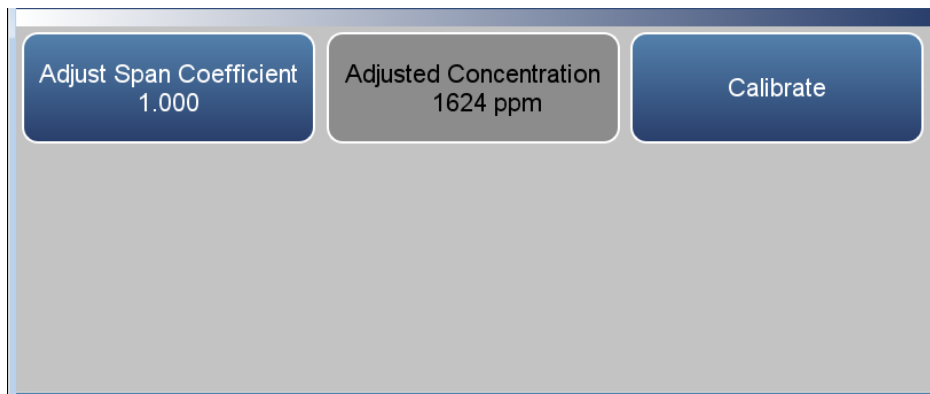 Adjust Span Coefficient
1.000
Adjusted Concentration
1624 ppm
Calibrate